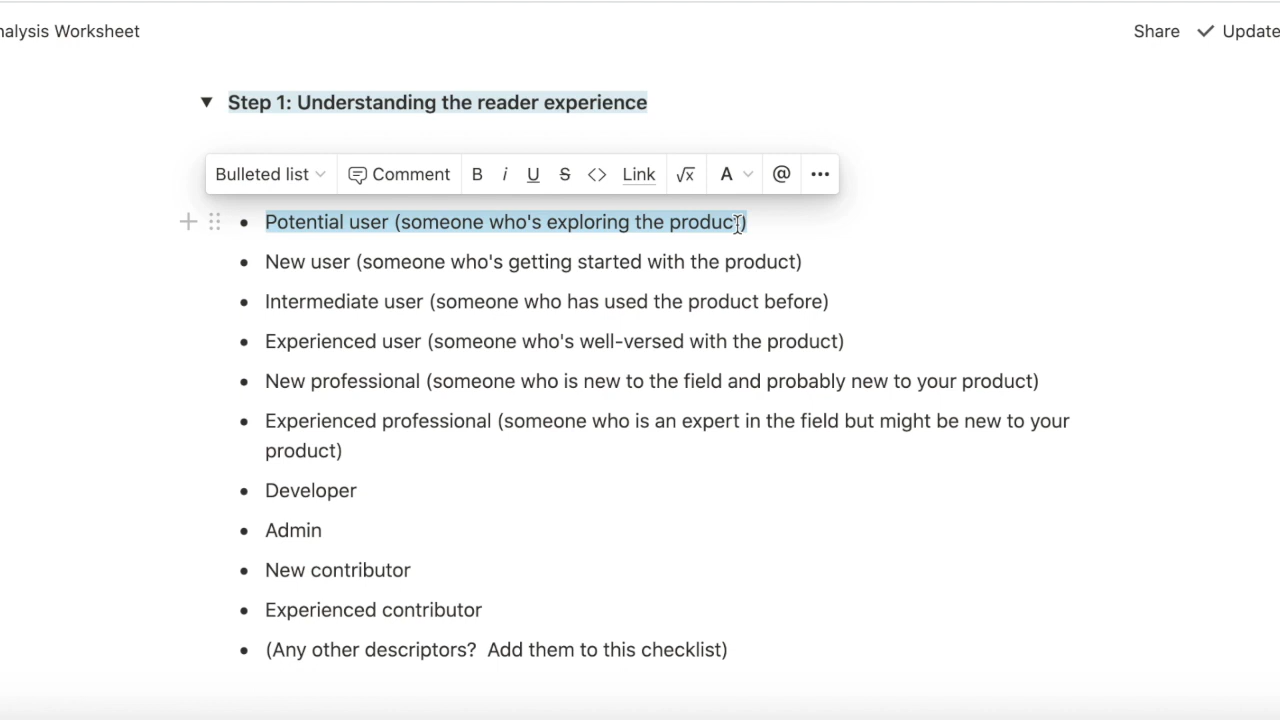 nalysis Worksheet
Share ✓ Update
Step 1: Understanding the reader experience
Bulleted list Comment B i U S <> Link √x A @ •••
• Potential user (someone who's exploring the product)
• New user (someone who's getting started with the product)
• Intermediate user (someone who has used the product before)
• Experienced user (someone who's well-versed with the product)
• New professional (someone who is new to the field and probably new to your product)
• Experienced professional (someone who is an expert in the field but might be new to your
product)
• Developer
• Admin
• New contributor
• Experienced contributor
• (Any other descriptors?  Add them to this checklist)